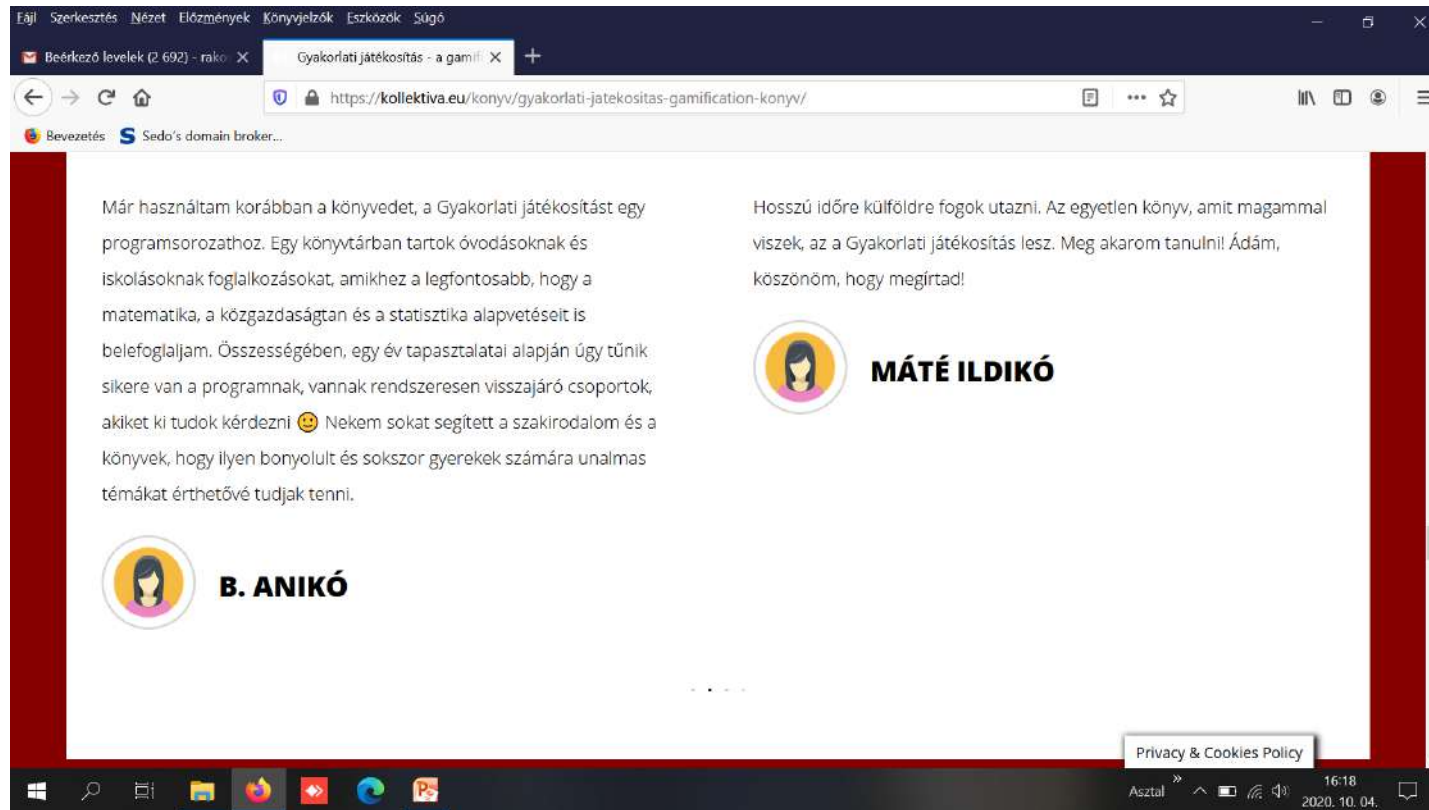 Fájl Szerkesztés Nézet Előzmények Könyvjelzők Eszközök Súgó
Beérkező levelek (2 692) - rako
Gyakorlati játékosítás - a gamifi
https://kollektiva.eu/konyv/gyakorlati-jatekositas-gamification-konyv/
Bevezetés
Sedo's domain broker...
Már használtam korábban a könyvedet, a Gyakorlati játékosítást egy
programsorozathoz. Egy könyvtárban tartok óvodásoknak és
iskolásoknak foglalkozásokat, amikhez a legfontosabb, hogy a
matematika, a közgazdaságtan és a statisztika alapvetéseit is
belefoglaljam. Összességében, egy év tapasztalatai alapján úgy tűnik
sikere van a programnak, vannak rendszeresen visszajáró csoportok,
akiket ki tudok kérdezni 🙂 Nekem sokat segített a szakirodalom és a
könyvek, hogy ilyen bonyolult és sokszor gyerekek számára unalmas
témákat érthetővé tudjak tenni.
B. ANIKÓ
Hosszú időre külföldre fogok utazni. Az egyetlen könyv, amit magammal
viszek, az a Gyakorlati játékosítás lesz. Meg akarom tanulni! Ádám,
köszönöm, hogy megírtad!
MÁTÉ ILDIKÓ
Privacy & Cookies Policy
Asztal
16:18
2020. 10. 04.